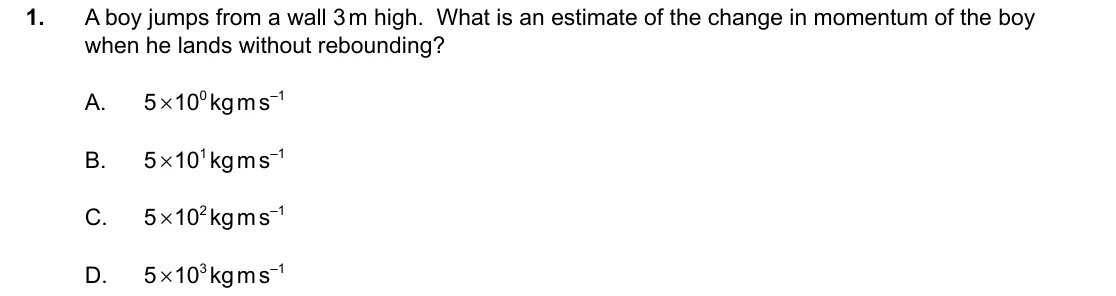 1. A boy jumps from a wall 3 m high. What is an estimate of the change in momentum of the boy
when he lands without rebounding?
A. 5×10⁰ kg m s⁻¹
B. 5×10¹ kg m s⁻¹
C. 5×10² kg m s⁻¹
D. 5×10³ kg m s⁻¹